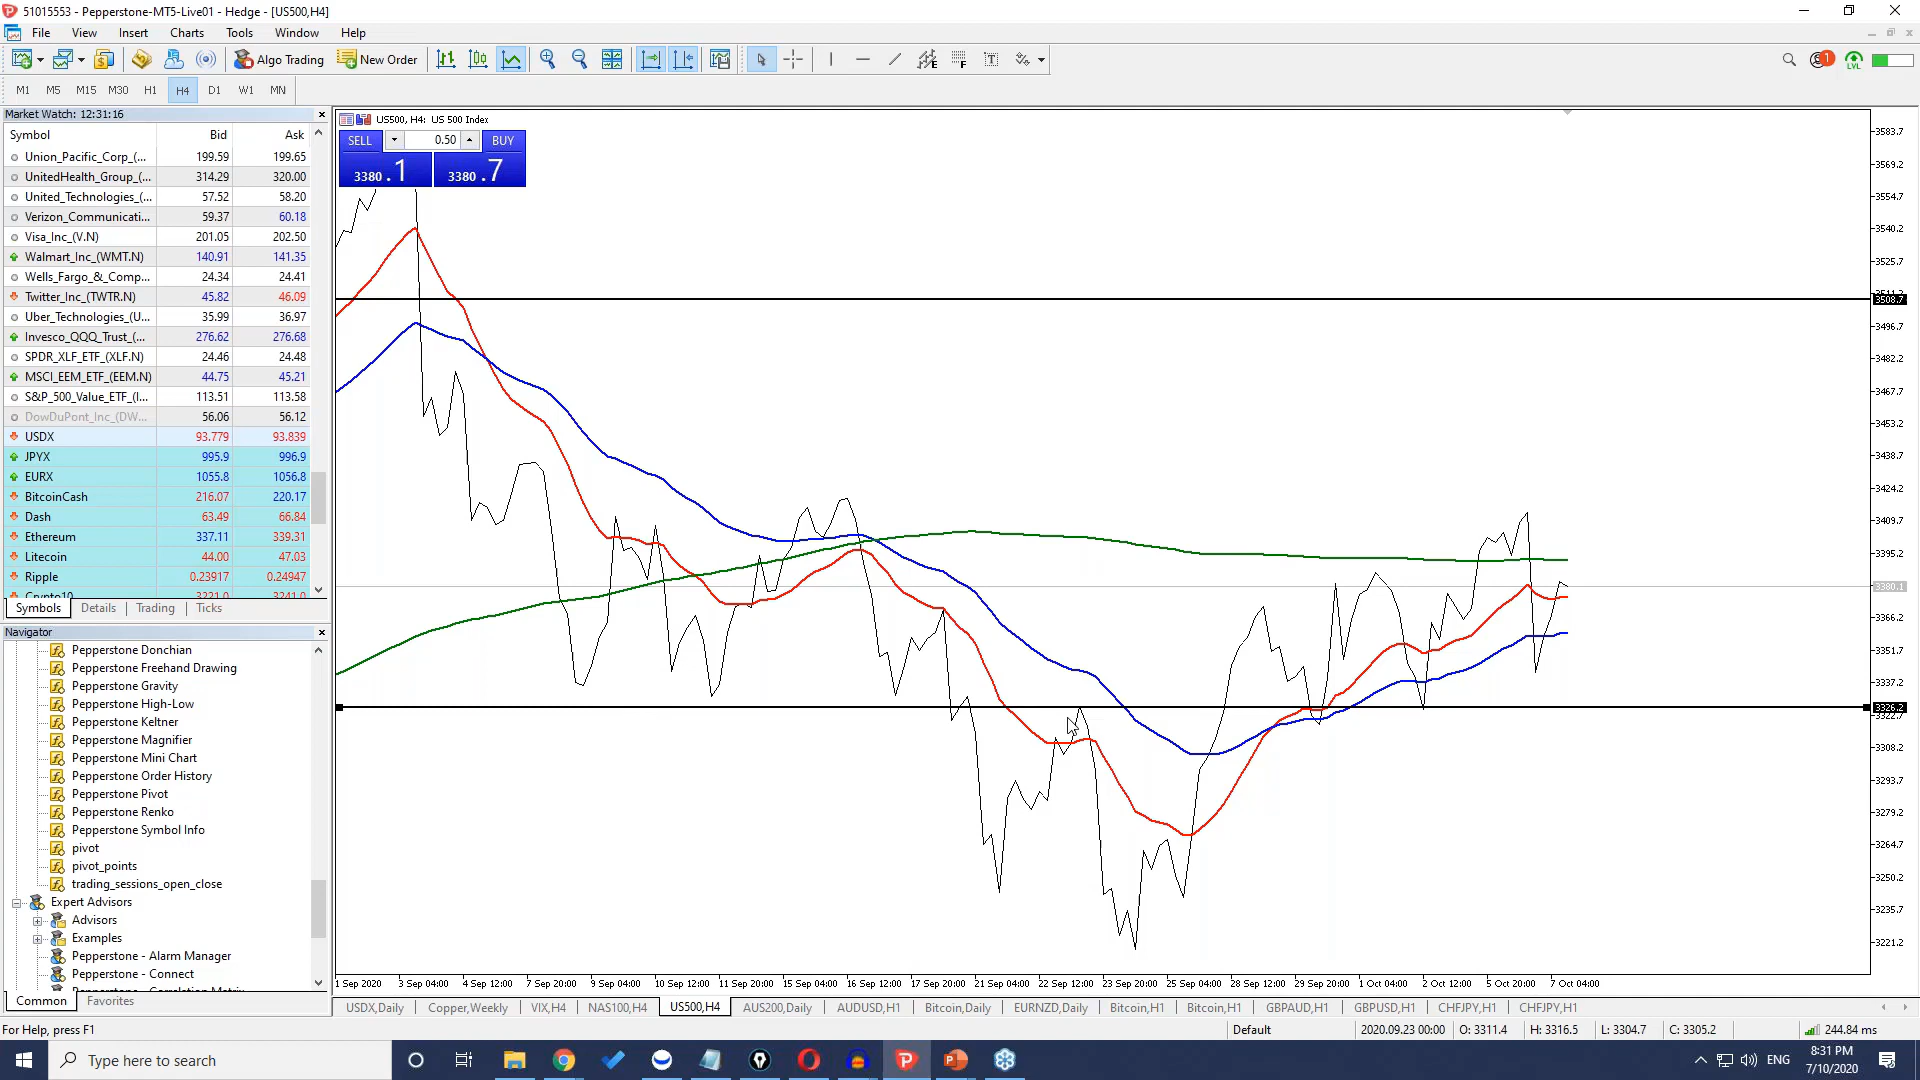 51015553 - Pepperstone-MT5-Live01 - Hedge - [US500,H4]
File View Insert Charts Tools Window Help
Algo Trading New Order
1
LVL
M1 M5 M15 M30 H1 H4 D1 W1 MN
Market Watch: 12:31:16
Symbol Bid Ask
Union_Pacific_Corp_(... 199.59 199.65
UnitedHealth_Group_(... 314.29 320.00
United_Technologies_(... 57.52 58.20
Verizon_Communicati... 59.37 60.18
Visa_Inc_(V.N) 201.05 202.50
Walmart_Inc_(WMT.N) 140.91 141.35
Wells_Fargo_&_Comp... 24.34 24.41
Twitter_Inc_(TWTR.N) 45.82 46.09
Uber_Technologies_(U... 35.99 36.97
Invesco_QQQ_Trust_(... 276.62 276.68
SPDR_XLF_ETF_(XLF.N) 24.46 24.48
MSCI_EEM_ETF_(EEM.N) 44.75 45.21
S&P_500_Value_ETF_(I... 113.51 113.58
DowDuPont_Inc_(DW... 56.06 56.12
USDX 93.779 93.839
JPYX 995.9 996.9
EURX 1055.8 1056.8
BitcoinCash 216.07 220.17
Dash 63.49 66.84
Ethereum 337.11 339.31
Litecoin 44.00 47.03
Ripple 0.23917 0.24947
Crypto10 3221.0 3241.0
Symbols Details Trading Ticks
Navigator
Pepperstone Donchian
Pepperstone Freehand Drawing
Pepperstone Gravity
Pepperstone High-Low
Pepperstone Keltner
Pepperstone Magnifier
Pepperstone Mini Chart
Pepperstone Order History
Pepperstone Pivot
Pepperstone Renko
Pepperstone Symbol Info
pivot
pivot_points
trading_sessions_open_close
Expert Advisors
Advisors
Examples
Pepperstone - Alarm Manager
Pepperstone - Connect
Pepperstone - Correlation Matrix
Common Favorites
US500, H4: US 500 Index
SELL 0.50 BUY
3380.1 3380.7
3583.7
3569.2
3554.7
3540.2
3525.7
3511.2
3508.7
3496.7
3482.2
3467.7
3453.2
3438.7
3424.2
3409.7
3395.2
3380.1
3366.2
3351.7
3337.2
3326.2
3322.7
3308.2
3293.7
3279.2
3264.7
3250.2
3235.7
3221.2
1 Sep 2020 3 Sep 04:00 4 Sep 12:00 7 Sep 20:00 9 Sep 04:00 10 Sep 12:00 11 Sep 20:00 15 Sep 04:00 16 Sep 12:00 17 Sep 20:00 21 Sep 04:00 22 Sep 12:00 23 Sep 20:00 25 Sep 04:00 28 Sep 12:00 29 Sep 20:00 1 Oct 04:00 2 Oct 12:00 5 Oct 20:00 7 Oct 04:00
USDX,Daily Copper,Weekly VIX,H4 NAS100,H4 US500,H4 AUS200,Daily AUDUSD,H1 Bitcoin,Daily EURNZD,Daily Bitcoin,H1 Bitcoin,H1 GBPAUD,H1 GBPUSD,H1 CHFJPY,H1 CHFJPY,H1
For Help, press F1 Default 2020.09.23 00:00 O: 3311.4 H: 3316.5 L: 3304.7 C: 3305.2 244.84 ms
Type here to search
ENG
8:31 PM
7/10/2020